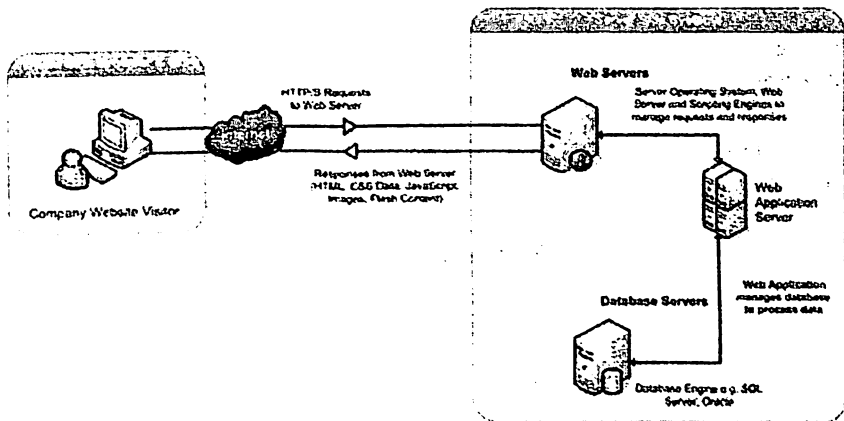 HTTP/S Requests
to Web Server
Responses from Web Server
(HTML, CSS Data, JavaScript,
Images, Flash Content)
Company Website Visitor
Web Servers
Server Operating System, Web
Server and Scripting Engines to
manage requests and responses
Web
Application
Server
Web Application
manages database
to process data
Database Servers
Database Engine e.g. SQL
Server, Oracle